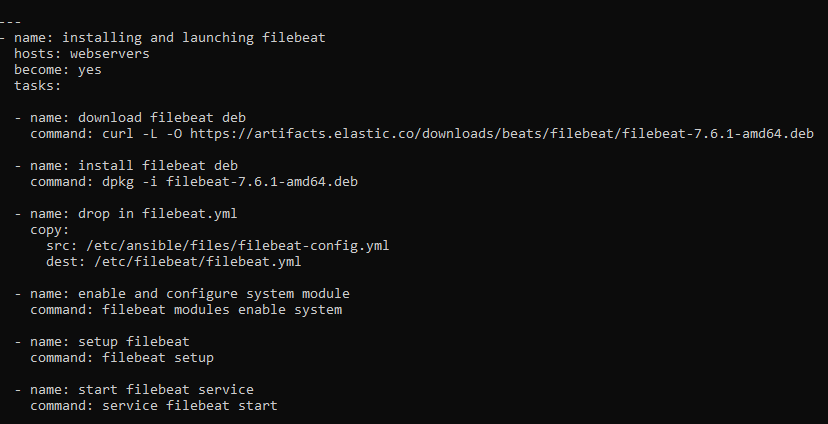 ---
- name: installing and launching filebeat
  hosts: webservers
  become: yes
  tasks:
  - name: download filebeat deb
    command: curl -L -O https://artifacts.elastic.co/downloads/beats/filebeat/filebeat-7.6.1-amd64.deb
  - name: install filebeat deb
    command: dpkg -i filebeat-7.6.1-amd64.deb
  - name: drop in filebeat.yml
    copy:
      src: /etc/ansible/files/filebeat-config.yml
      dest: /etc/filebeat/filebeat.yml
  - name: enable and configure system module
    command: filebeat modules enable system
  - name: setup filebeat
    command: filebeat setup
  - name: start filebeat service
    command: service filebeat start